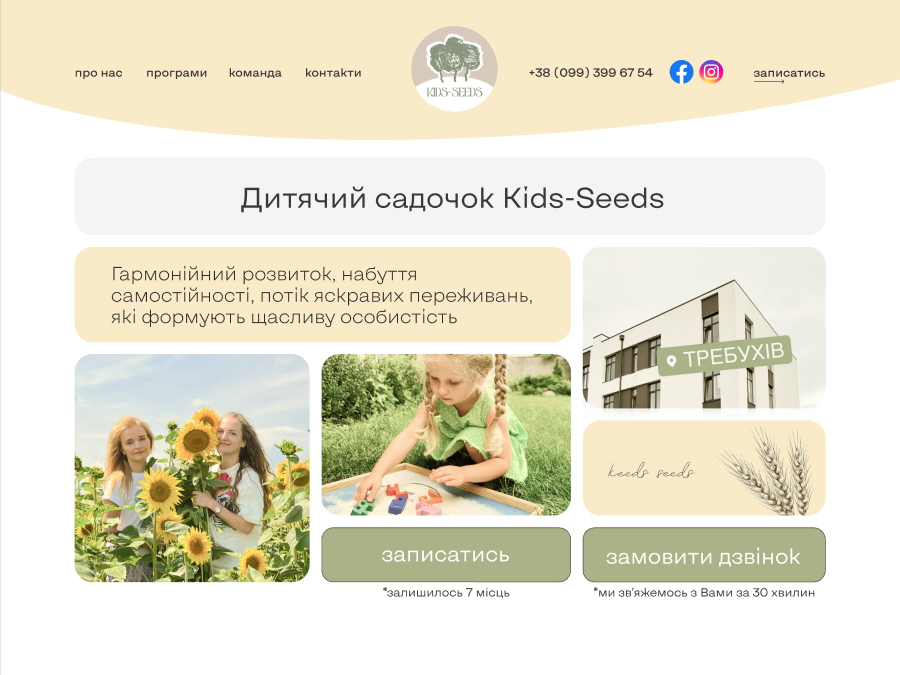 про нас
програми
команда
контакти
KIDS-SEEDS
+38 (099) 399 67 54
записатись
Дитячий садочок Kids-Seeds
Гармонійний розвиток, набуття
самостійності, потік яскравих переживань,
які формують щасливу особистість
ТРЕБУХІВ
keeds seeds
записатись
замовити дзвінок
*залишилось 7 місць
*ми зв'яжемось з Вами за 30 хвилин